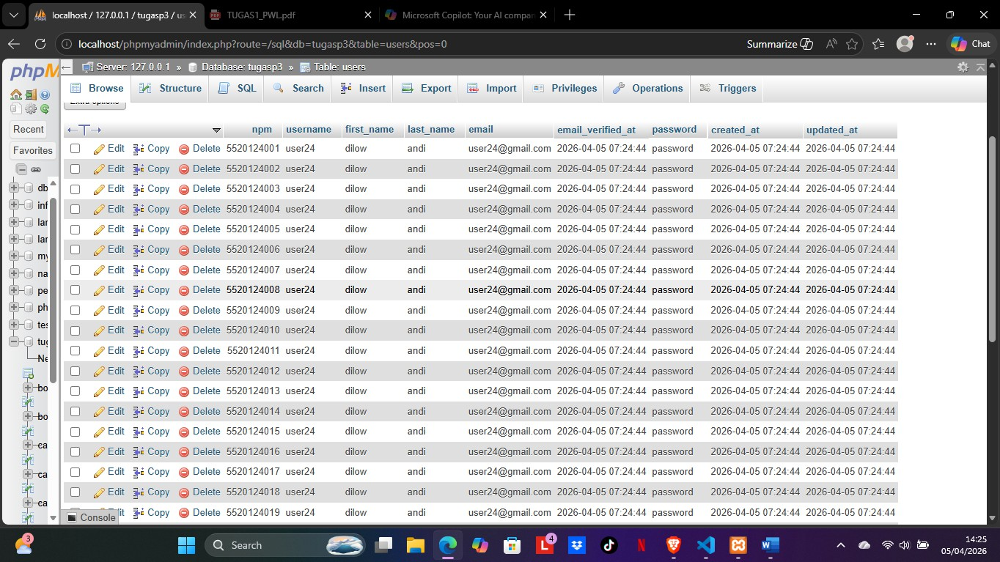 localhost / 127.0.0.1 / tugasp3 / us
TUGAS1_PWL.pdf
Microsoft Copilot: Your AI compan
localhost/phpmyadmin/index.php?route=/sql&db=tugasp3&table=users&pos=0
Summarize
Chat
phpM
Server: 127.0.0.1 » Database: tugasp3 » Table: users
Browse Structure SQL Search Insert Export Import Privileges Operations Triggers
Extra options
Recent
Favorites
db
inf
lar
lar
my
na
pe
ph
tes
tug
Ne
bo
bo
ca
ca
ca
npm username first_name last_name email email_verified_at password created_at updated_at
Edit Copy Delete 5520124001 user24 dilow andi user24@gmail.com 2026-04-05 07:24:44 password 2026-04-05 07:24:44 2026-04-05 07:24:44
Edit Copy Delete 5520124002 user24 dilow andi user24@gmail.com 2026-04-05 07:24:44 password 2026-04-05 07:24:44 2026-04-05 07:24:44
Edit Copy Delete 5520124003 user24 dilow andi user24@gmail.com 2026-04-05 07:24:44 password 2026-04-05 07:24:44 2026-04-05 07:24:44
Edit Copy Delete 5520124004 user24 dilow andi user24@gmail.com 2026-04-05 07:24:44 password 2026-04-05 07:24:44 2026-04-05 07:24:44
Edit Copy Delete 5520124005 user24 dilow andi user24@gmail.com 2026-04-05 07:24:44 password 2026-04-05 07:24:44 2026-04-05 07:24:44
Edit Copy Delete 5520124006 user24 dilow andi user24@gmail.com 2026-04-05 07:24:44 password 2026-04-05 07:24:44 2026-04-05 07:24:44
Edit Copy Delete 5520124007 user24 dilow andi user24@gmail.com 2026-04-05 07:24:44 password 2026-04-05 07:24:44 2026-04-05 07:24:44
Edit Copy Delete 5520124008 user24 dilow andi user24@gmail.com 2026-04-05 07:24:44 password 2026-04-05 07:24:44 2026-04-05 07:24:44
Edit Copy Delete 5520124009 user24 dilow andi user24@gmail.com 2026-04-05 07:24:44 password 2026-04-05 07:24:44 2026-04-05 07:24:44
Edit Copy Delete 5520124010 user24 dilow andi user24@gmail.com 2026-04-05 07:24:44 password 2026-04-05 07:24:44 2026-04-05 07:24:44
Edit Copy Delete 5520124011 user24 dilow andi user24@gmail.com 2026-04-05 07:24:44 password 2026-04-05 07:24:44 2026-04-05 07:24:44
Edit Copy Delete 5520124012 user24 dilow andi user24@gmail.com 2026-04-05 07:24:44 password 2026-04-05 07:24:44 2026-04-05 07:24:44
Edit Copy Delete 5520124013 user24 dilow andi user24@gmail.com 2026-04-05 07:24:44 password 2026-04-05 07:24:44 2026-04-05 07:24:44
Edit Copy Delete 5520124014 user24 dilow andi user24@gmail.com 2026-04-05 07:24:44 password 2026-04-05 07:24:44 2026-04-05 07:24:44
Edit Copy Delete 5520124015 user24 dilow andi user24@gmail.com 2026-04-05 07:24:44 password 2026-04-05 07:24:44 2026-04-05 07:24:44
Edit Copy Delete 5520124016 user24 dilow andi user24@gmail.com 2026-04-05 07:24:44 password 2026-04-05 07:24:44 2026-04-05 07:24:44
Edit Copy Delete 5520124017 user24 dilow andi user24@gmail.com 2026-04-05 07:24:44 password 2026-04-05 07:24:44 2026-04-05 07:24:44
Edit Copy Delete 5520124018 user24 dilow andi user24@gmail.com 2026-04-05 07:24:44 password 2026-04-05 07:24:44 2026-04-05 07:24:44
it Copy Delete 5520124019 user24 dilow andi user24@gmail.com 2026-04-05 07:24:44 password 2026-04-05 07:24:44 2026-04-05 07:24:44
Console
3
Search
4
14:25
05/04/2026